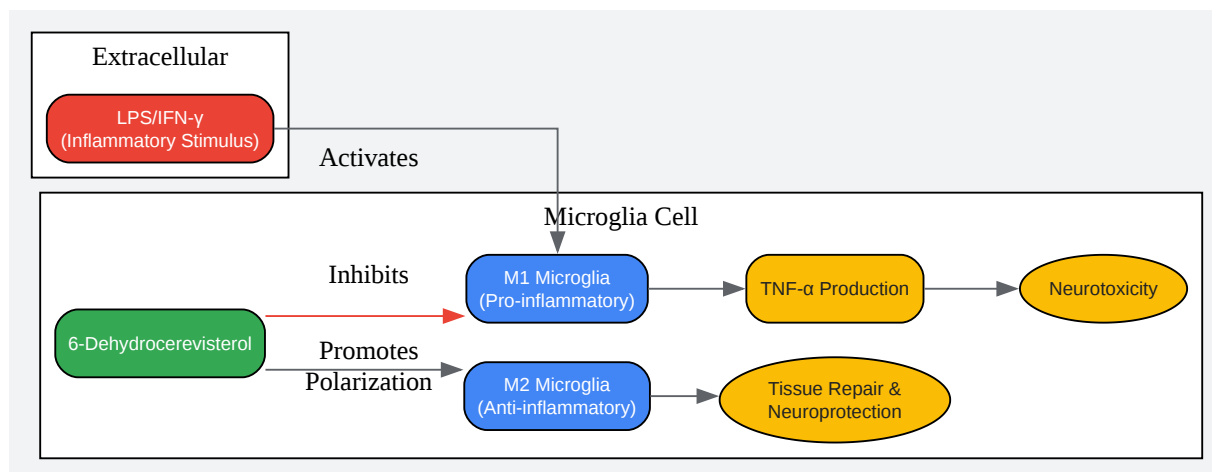 Extracellular
LPS/IFN-γ
(Inflammatory Stimulus)
Activates
Microglia Cell
Inhibits
M1 Microglia
(Pro-inflammatory)
TNF-α Production
Neurotoxicity
6-Dehydrocerevisterol
Promotes
Polarization
M2 Microglia
(Anti-inflammatory)
Tissue Repair &
Neuroprotection